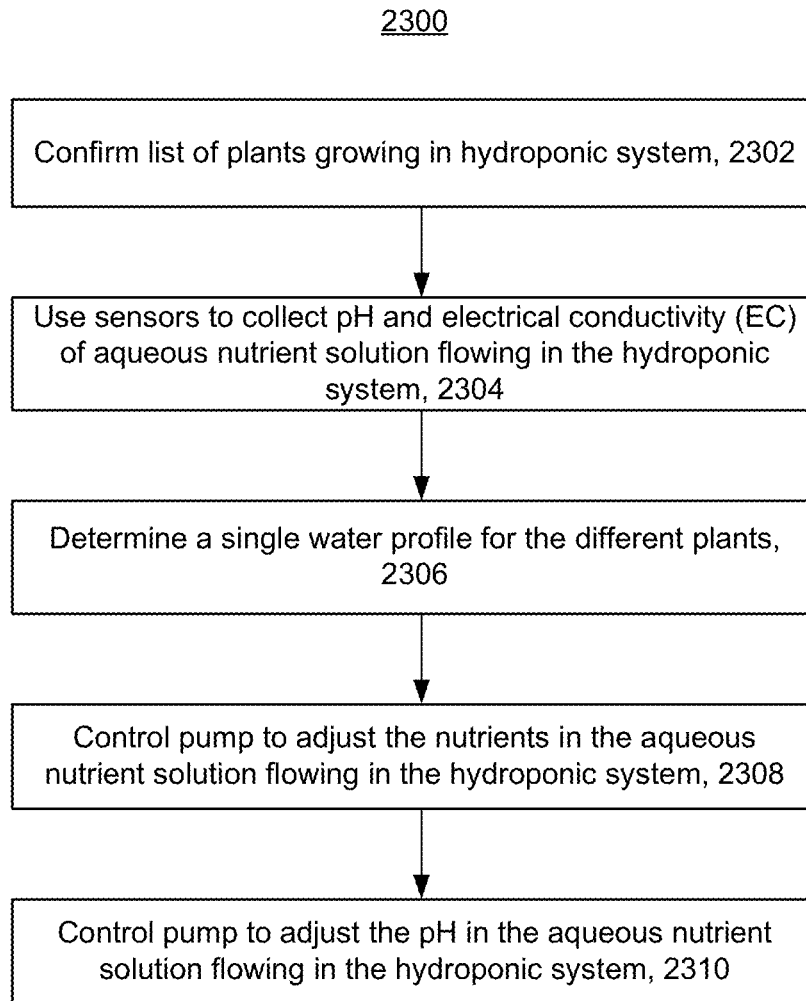 2300
Confirm list of plants growing in hydroponic system, 2302
Use sensors to collect pH and electrical conductivity (EC)
of aqueous nutrient solution flowing in the hydroponic
system, 2304
Determine a single water profile for the different plants,
2306
Control pump to adjust the nutrients in the aqueous
nutrient solution flowing in the hydroponic system, 2308
Control pump to adjust the pH in the aqueous nutrient
solution flowing in the hydroponic system, 2310